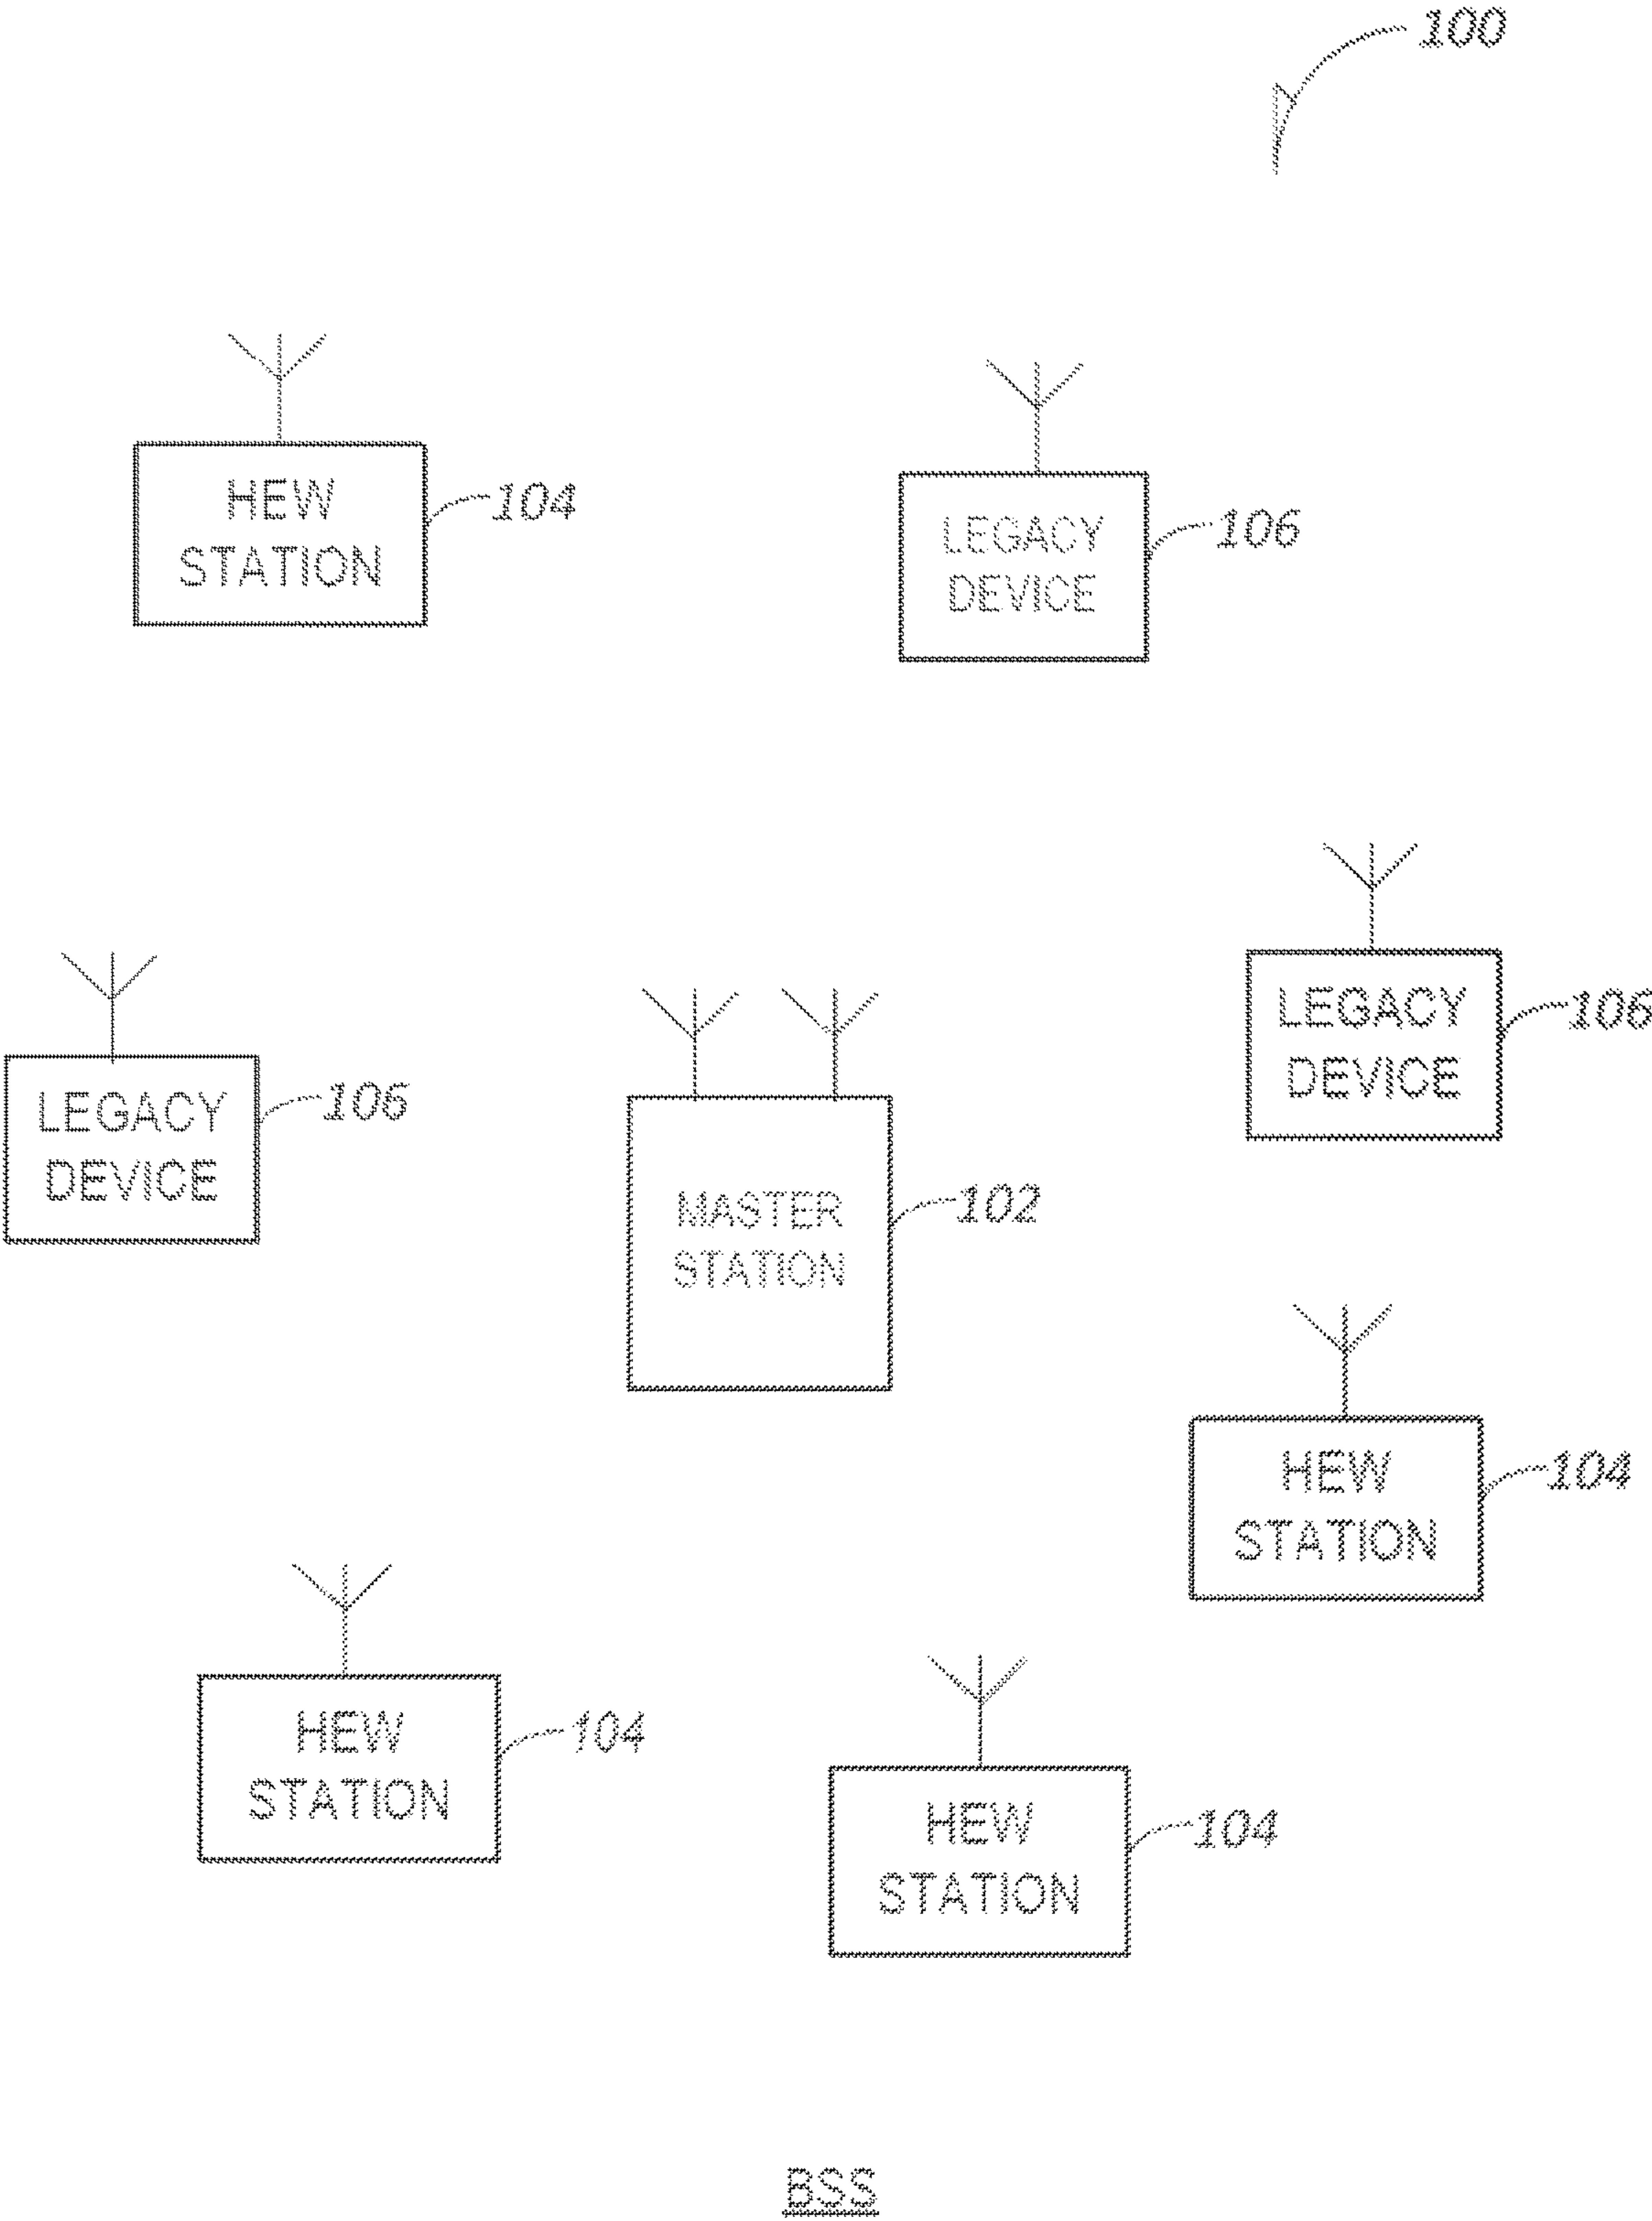 100
HEW
STATION
104
LEGACY
DEVICE
106
LEGACY
DEVICE
106
LEGACY
DEVICE
106
MASTER
STATION
102
HEW
STATION
104
HEW
STATION
104
HEW
STATION
104
BSS